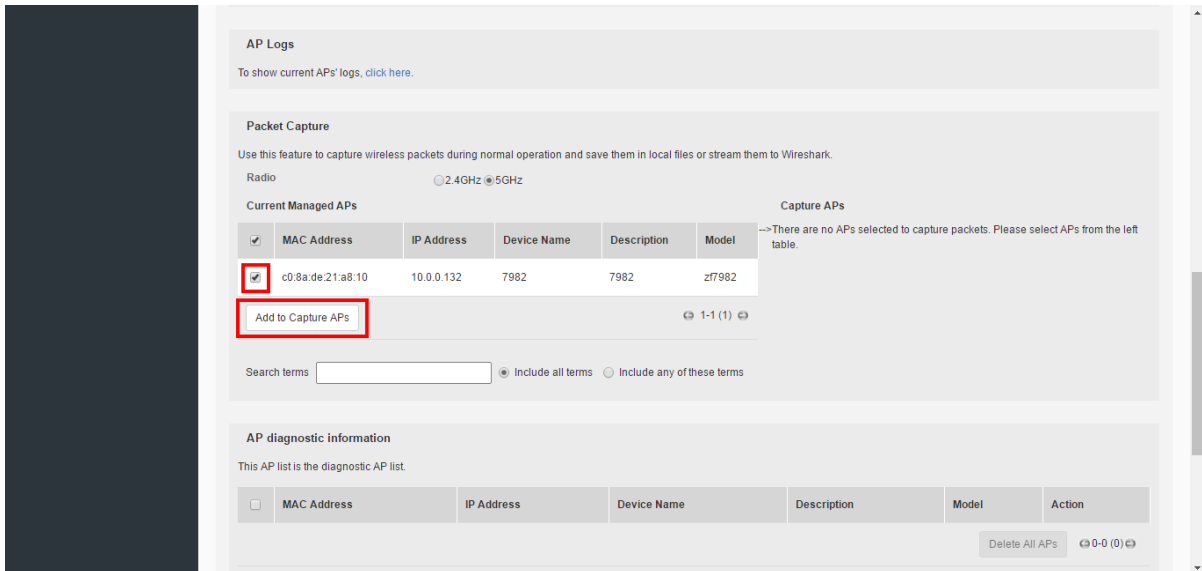 AP Logs
To show current APs' logs, click here.
Packet Capture
Use this feature to capture wireless packets during normal operation and save them in local files or stream them to Wireshark.
Radio 2.4GHz 5GHz
Current Managed APs Capture APs
MAC Address IP Address Device Name Description Model
-->There are no APs selected to capture packets. Please select APs from the left
table.
c0:8a:de:21:a8:10 10.0.0.132 7982 7982 zf7982
Add to Capture APs 1-1 (1)
Search terms Include all terms Include any of these terms
AP diagnostic information
This AP list is the diagnostic AP list.
MAC Address IP Address Device Name Description Model Action
Delete All APs 0-0 (0)